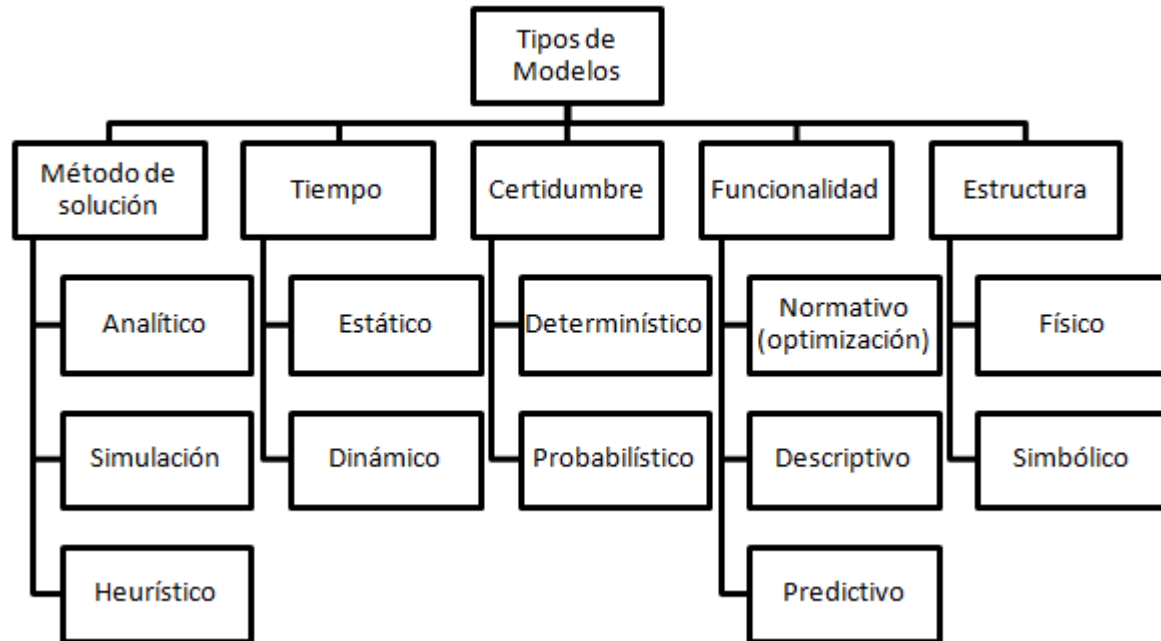 Tipos de
Modelos
Método de
solución
Tiempo
Certidumbre
Funcionalidad
Estructura
Analítico
Estático
Determinístico
Normativo
(optimización)
Físico
Simulación
Dinámico
Probabilístico
Descriptivo
Simbólico
Heurístico
Predictivo